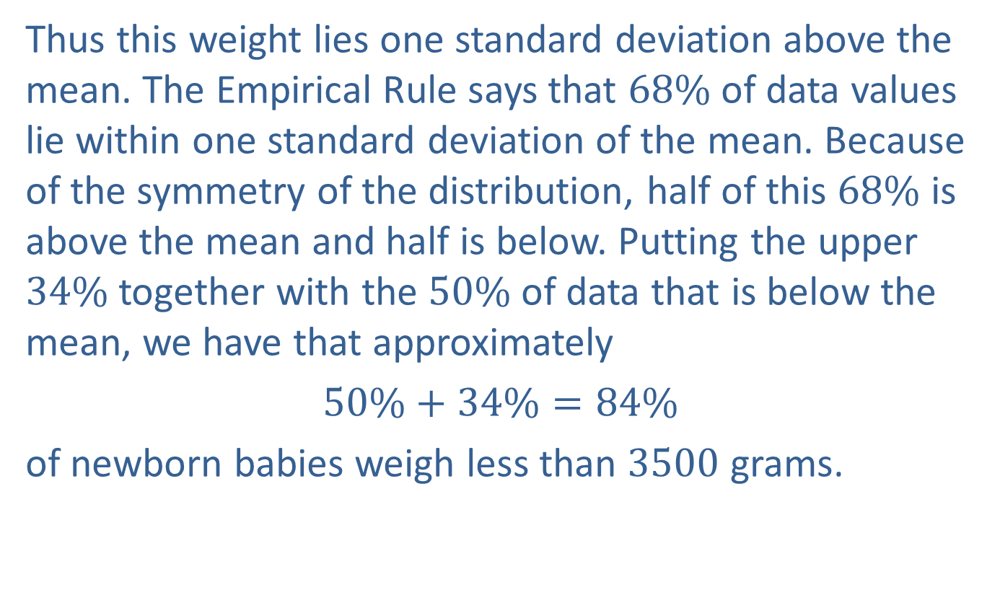 Thus this weight lies one standard deviation above the
mean. The Empirical Rule says that 68% of data values
lie within one standard deviation of the mean. Because
of the symmetry of the distribution, half of this 68% is
above the mean and half is below. Putting the upper
34% together with the 50% of data that is below the
mean, we have that approximately
50% + 34% = 84%
of newborn babies weigh less than 3500 grams.